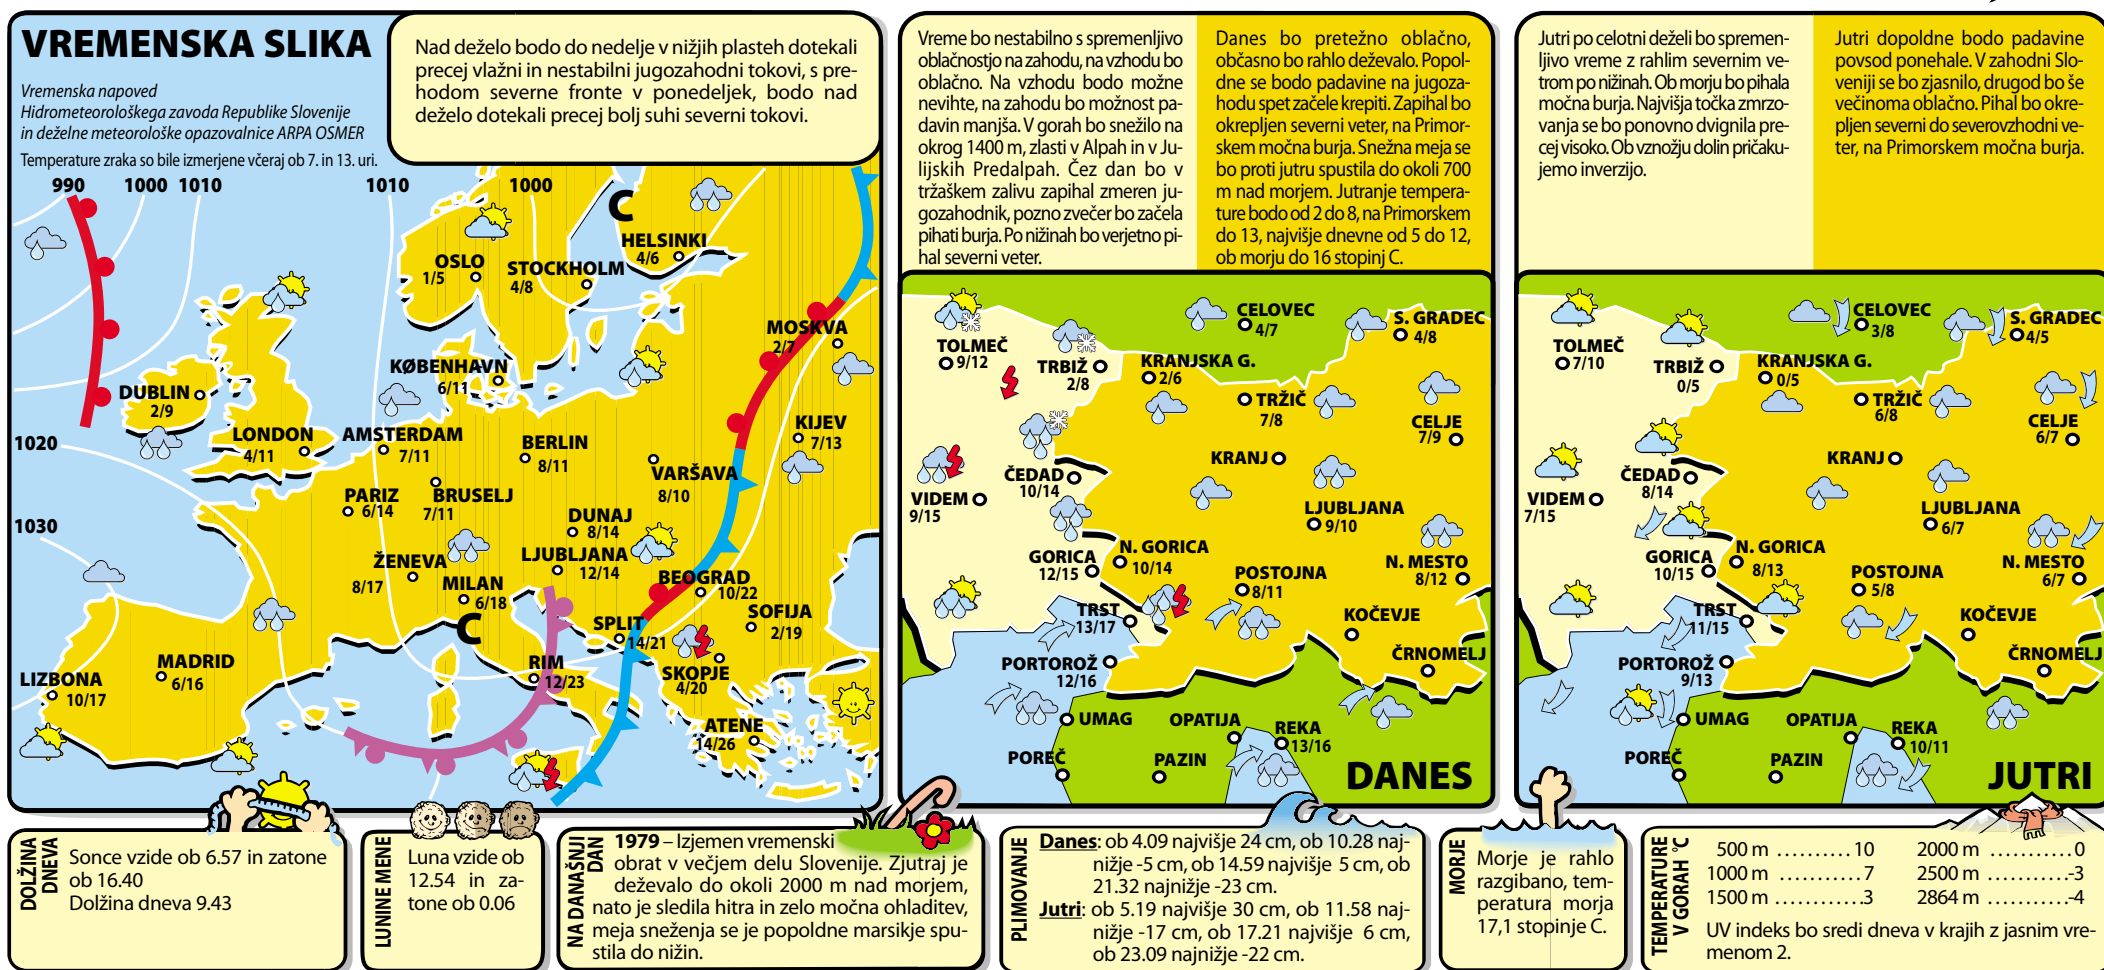 VREMENSKA SLIKA
Vremenska napoved
Hidrometeorološkega zavoda Republike Slovenije
in deželne meteorološke opazovalnice ARPA OSMER
Temperature zraka so bile izmerjene včeraj ob 7. in 13. uri.
Nad deželo bodo do nedelje v nižjih plasteh dotekali
precej vlažni in nestabilni jugozahodni tokovi, s pre-
hodom severne fronte v ponedeljek, bodo nad
deželo dotekali precej bolj suhi severni tokovi.
990 1000 1010 1010 1000
C
HELSINKI
4/6
OSLO
1/5
STOCKHOLM
4/8
MOSKVA
2/7
KØBENHAVN
6/11
DUBLIN
2/9
KIJEV
7/13
1020
LONDON
4/11
AMSTERDAM
7/11
BERLIN
8/11
VARŠAVA
8/10
PARIZ
6/14
BRUSELJ
7/11
1030
DUNAJ
8/14
ŽENEVA
8/17
LJUBLJANA
12/14
MILAN
6/18
BEOGRAD
10/22
C
SPLIT
14/21
SOFIJA
2/19
MADRID
6/16
RIM
12/23
SKOPJE
4/20
LIZBONA
10/17
ATENE
14/26
Vreme bo nestabilno s spremenljivo
oblačnostjo na zahodu, na vzhodu bo
oblačno. Na vzhodu bodo možne
nevihte, na zahodu bo možnost pa-
davin manjša. V gorah bo snežilo na
okrog 1400 m, zlasti v Alpah in v Ju-
lijskih Predalpah. Čez dan bo v
tržaškem zalivu zapihal zmeren ju-
gozahodnik, pozno zvečer bo začela
pihati burja. Po nižinah bo verjetno pi-
hal severni veter.
Danes bo pretežno oblačno,
občasno bo rahlo deževalo. Popol-
dne se bodo padavine na jugoza-
hodu spet začele krepiti. Zapihal bo
okrepljen severni veter, na Primor-
skem močna burja. Snežna meja se
bo proti jutru spustila do okoli 700
m nad morjem. Jutranje tempera-
ture bodo od 2 do 8, na Primorskem
do 13, najvišje dnevne od 5 do 12,
ob morju do 16 stopinj C.
CELOVEC
4/7
S. GRADEC
4/8
TOLMEČ
9/12
TRBIŽ
2/8
KRANJSKA G.
2/6
TRŽIČ
7/8
CELJE
7/9
KRANJ
ČEDAD
10/14
VIDEM
9/15
LJUBLJANA
9/10
GORICA
12/15
N. GORICA
10/14
POSTOJNA
8/11
N. MESTO
8/12
TRST
13/17
KOČEVJE
PORTOROŽ
12/16
ČRNOMELJ
UMAG
OPATIJA
REKA
13/16
POREČ
PAZIN
DANES
Jutri po celotni deželi bo spremen-
ljivo vreme z rahlim severnim ve-
trom po nižinah. Ob morju bo pihala
močna burja. Najvišja točka zmrzo-
vanja se bo ponovno dvignila pre-
cej visoko. Ob vznožju dolin pričaku-
jemo inverzijo.
Jutri dopoldne bodo padavine
povsod ponehale. V zahodni Slo-
veniji se bo zjasnilo, drugod bo še
večinoma oblačno. Pihal bo okre-
pljen severni do severovzhodni ve-
ter, na Primorskem močna burja.
CELOVEC
3/8
S. GRADEC
4/5
TOLMEČ
7/10
TRBIŽ
0/5
KRANJSKA G.
0/5
TRŽIČ
6/8
CELJE
6/7
KRANJ
ČEDAD
8/14
VIDEM
7/15
LJUBLJANA
6/7
GORICA
10/15
N. GORICA
8/13
POSTOJNA
5/8
N. MESTO
6/7
TRST
11/15
KOČEVJE
PORTOROŽ
9/13
ČRNOMELJ
UMAG
OPATIJA
REKA
10/11
POREČ
PAZIN
JUTRI
DOLŽINA
DNEVA
Sonce vzide ob 6.57 in zatone
ob 16.40
Dolžina dneva 9.43
LUNINE MENE
Luna vzide ob
12.54 in za-
tone ob 0.06
NA DANAŠNJI
DAN
1979 – Izjemen vremenski
obrat v večjem delu Slovenije. Zjutraj je
deževalo do okoli 2000 m nad morjem,
nato je sledila hitra in zelo močna ohladitev,
meja sneženja se je popoldne marsikje spu-
stila do nižin.
PLIMOVANJE
Danes: ob 4.09 najvišje 24 cm, ob 10.28 naj-
nižje -5 cm, ob 14.59 najvišje 5 cm, ob
21.32 najnižje -23 cm.
Jutri: ob 5.19 najvišje 30 cm, ob 11.58 naj-
nižje -17 cm, ob 17.21 najvišje 6 cm,
ob 23.09 najnižje -22 cm.
MORJE
Morje je rahlo
razgibano, tem-
peratura morja
17,1 stopinje C.
TEMPERATURE
V GORAH °C
500 m .......... 10
1000 m ...........7
1500 m ...........3
2000 m ...........0
2500 m ...........-3
2864 m ...........-4
UV indeks bo sredi dneva v krajih z jasnim vre-
menom 2.